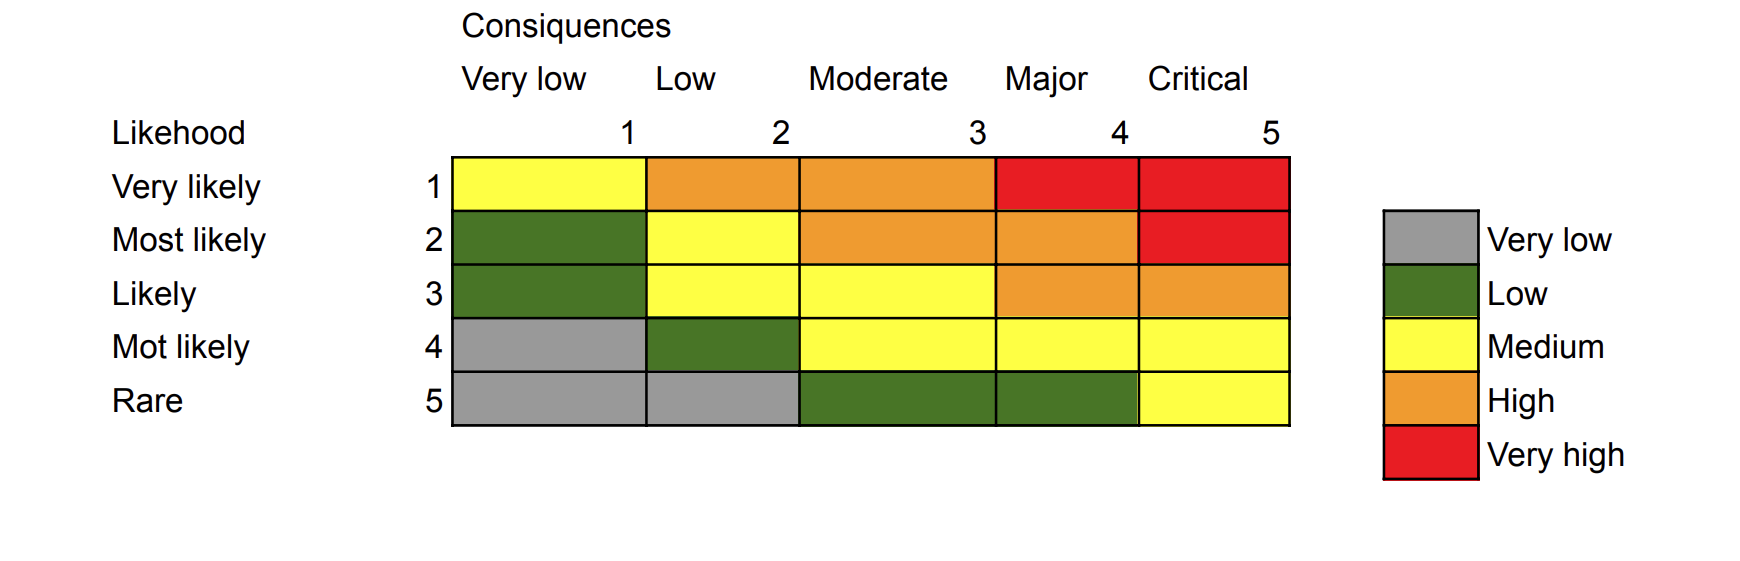 Consiquences
Very low Low Moderate Major Critical
Likehood 1 2 3 4 5
Very likely 1
Most likely 2 Very low
Likely 3 Low
Mot likely 4 Medium
Rare 5 High
Very high